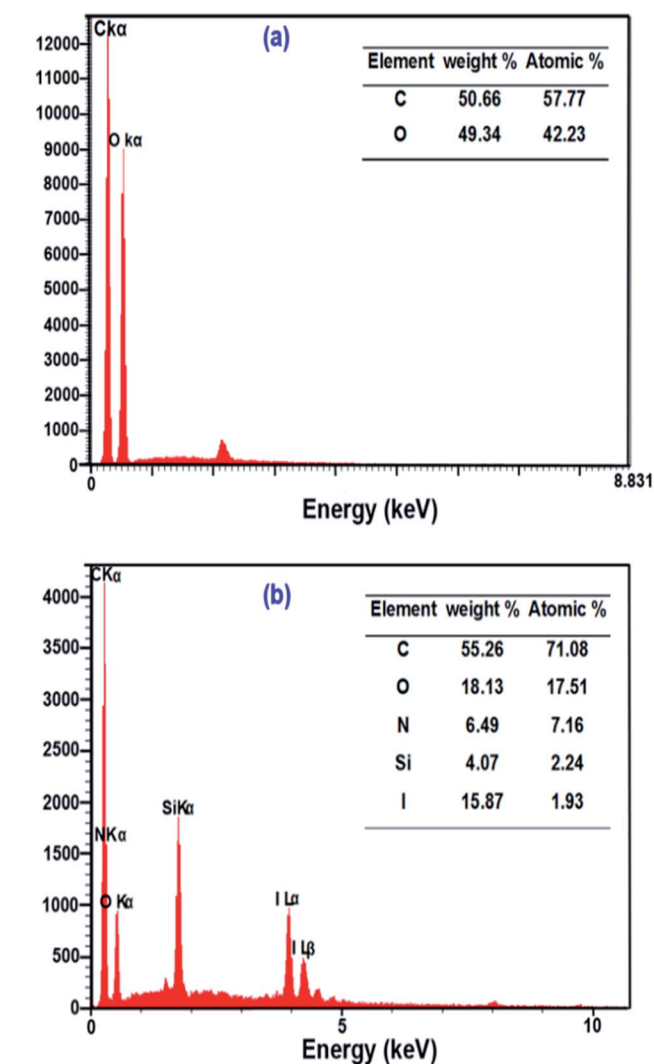 (a)
Ckα
O kα
12000
11000
10000
9000
8000
7000
6000
5000
4000
3000
2000
1000
0
Element weight % Atomic %
C 50.66 57.77
O 49.34 42.23
0 8.831
Energy (keV)
(b)
CKα
NKα
O Kα
SiKα
I Lα
I Lβ
4000
3500
3000
2500
2000
1500
1000
500
0
Element weight % Atomic %
C 55.26 71.08
O 18.13 17.51
N 6.49 7.16
Si 4.07 2.24
I 15.87 1.93
0 5 10
Energy (keV)